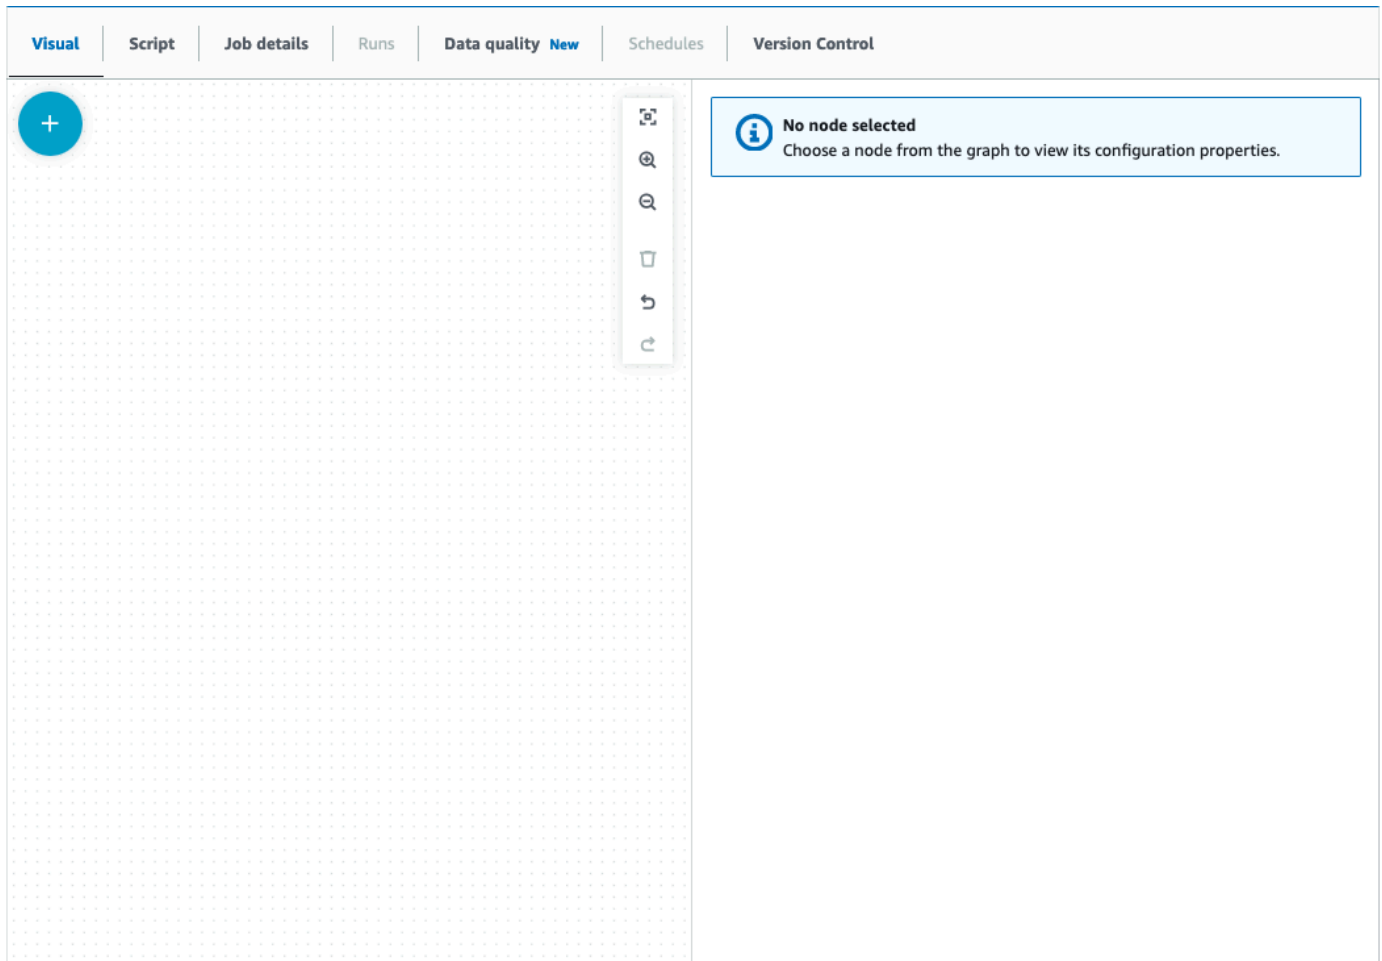 Visual Script Job details Runs Data quality New Schedules Version Control
No node selected
Choose a node from the graph to view its configuration properties.